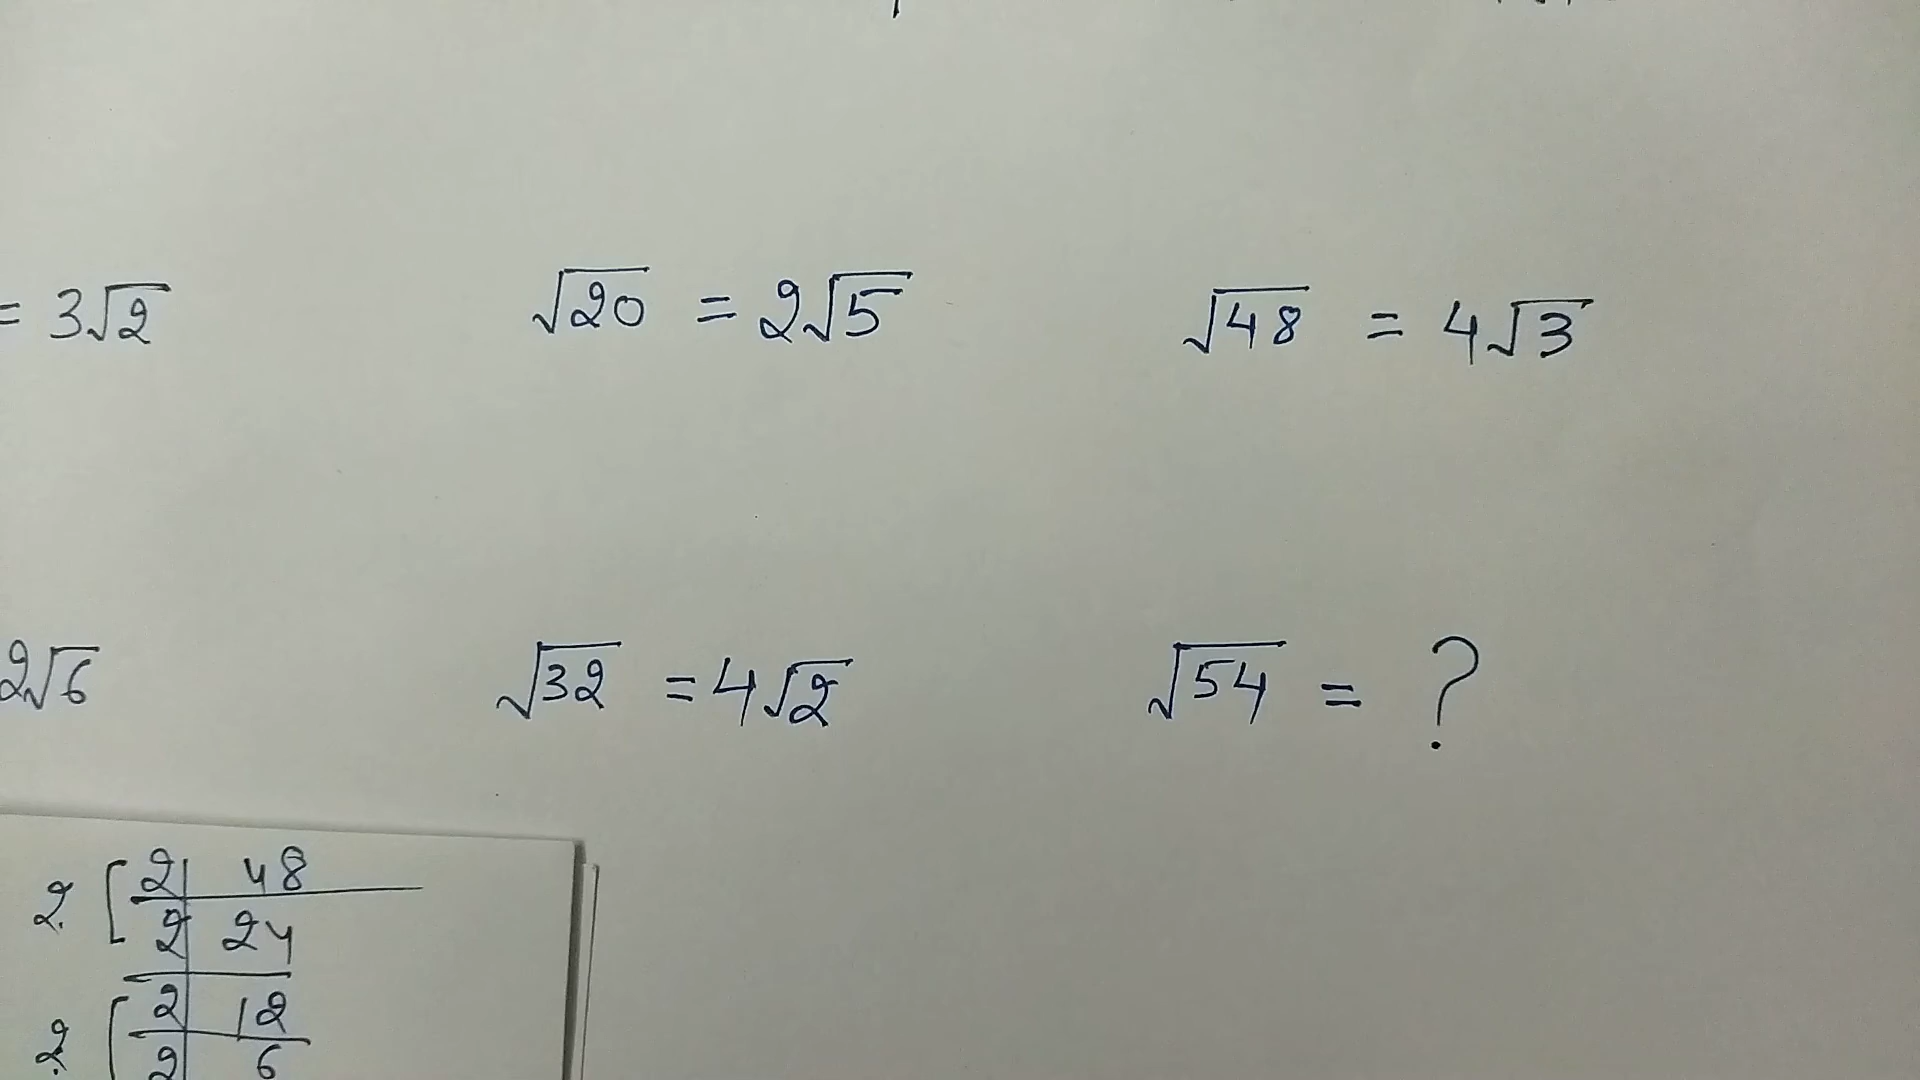 = 3√2 √20 = 2√5 √48 = 4√3
2√6 √32 = 4√2 √54 = ?
2 [ 2 | 48
2 | 24
2 [ 2 | 12
2 | 6